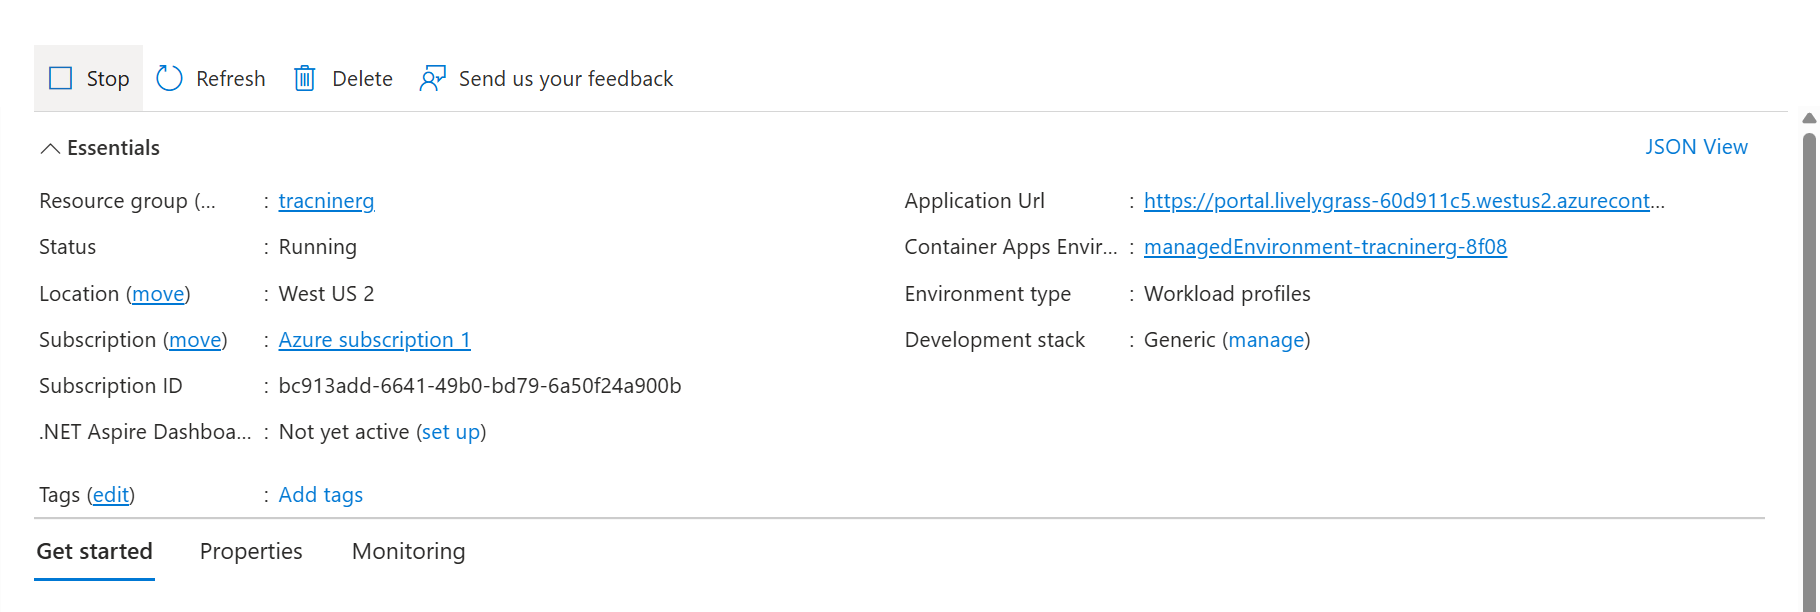 Stop Refresh Delete Send us your feedback
Essentials JSON View
Resource group (... : tracninerg
Status : Running
Location (move) : West US 2
Subscription (move) : Azure subscription 1
Subscription ID : bc913add-6641-49b0-bd79-6a50f24a900b
.NET Aspire Dashboa... : Not yet active (set up)
Application Url : https://portal.livelygrass-60d911c5.westus2.azurecont...
Container Apps Envir... : managedEnvironment-tracninerg-8f08
Environment type : Workload profiles
Development stack : Generic (manage)
Tags (edit) : Add tags
Get started Properties Monitoring